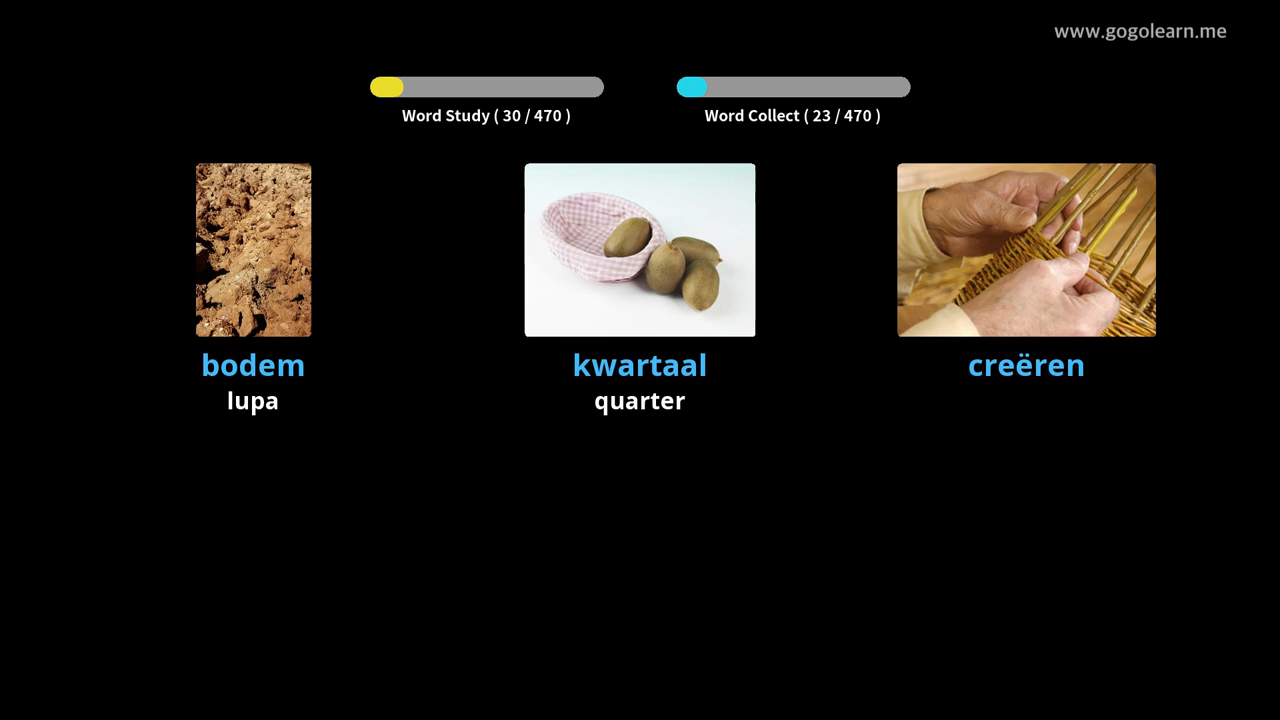 www.gogolearn.me
Word Study ( 30 / 470 )
Word Collect ( 23 / 470 )
bodem
lupa
kwartaal
quarter
creëren